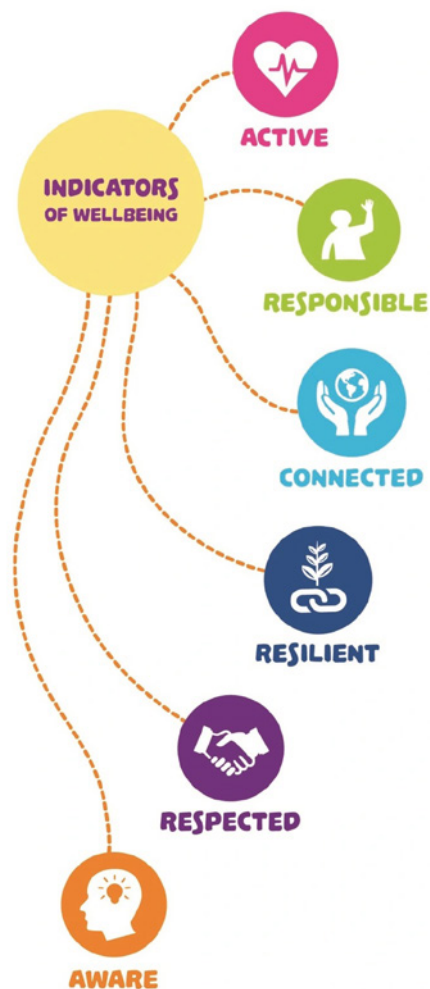 INDICATORS
OF WELLBEING
ACTIVE
RESPONSIBLE
CONNECTED
RESILIENT
RESPECTED
AWARE